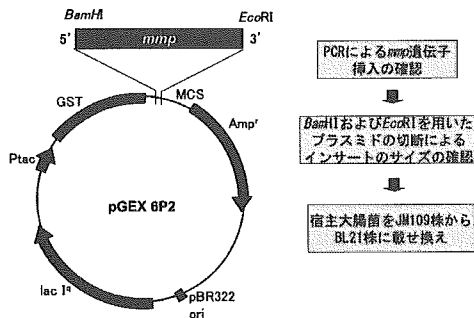 BamHI
EcoRI
5'
mmp
3'
MCS
GST
Ampʳ
Ptac
pGEX 6P2
lac Iq
pBR322
ori
PCRによるmmp遺伝子
挿入の確認
BamHIおよびEcoRIを用いた
プラスミドの切断による
インサートのサイズの確認
宿主大腸菌をJM109株から
BL21株に載せ換え